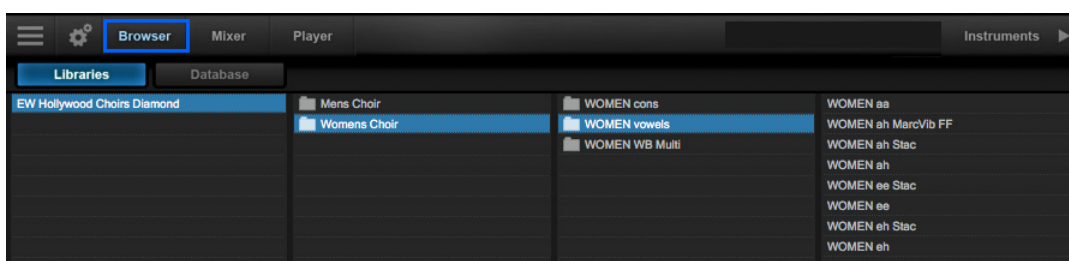 Browser Mixer Player Instruments
Libraries Database
EW Hollywood Choirs Diamond Mens Choir WOMEN cons WOMEN aa
Womens Choir WOMEN vowels WOMEN ah MarcVib FF
WOMEN WB Multi WOMEN ah Stac
WOMEN ah
WOMEN ee Stac
WOMEN ee
WOMEN eh Stac
WOMEN eh